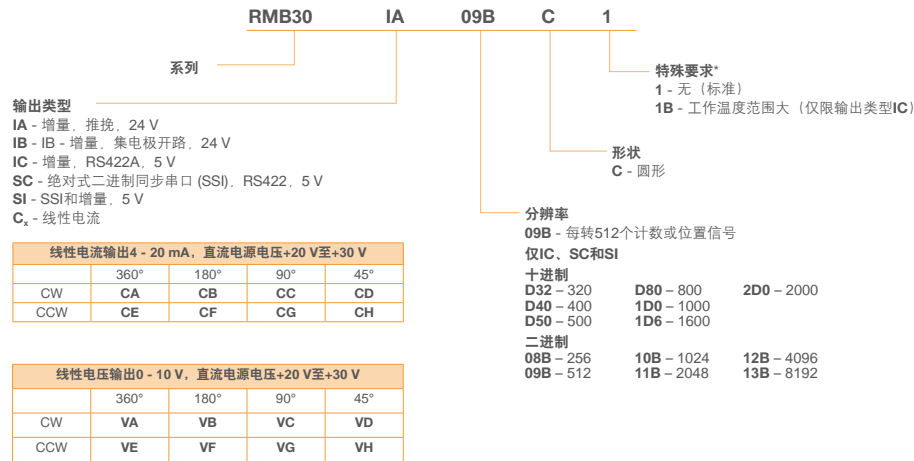 RMB30 IA 09B C 1
系列
特殊要求*
1 - 无（标准）
1B - 工作温度范围大（仅限输出类型IC）
输出类型
IA - 增量，推挽，24 V
IB - IB - 增量，集电极开路，24 V
IC - 增量，RS422A，5 V
SC - 绝对式二进制同步串口 (SSI)，RS422，5 V
SI - SSI和增量，5 V
Cx - 线性电流
形状
C - 圆形
分辨率
09B - 每转512个计数或位置信号
仅IC、SC和SI
十进制
D32 – 320 D80 – 800 2D0 – 2000
D40 – 400 1D0 – 1000
D50 – 500 1D6 – 1600
二进制
08B – 256 10B – 1024 12B – 4096
09B – 512 11B – 2048 13B – 8192
线性电流输出4 - 20 mA，直流电源电压+20 V至+30 V
360° 180° 90° 45°
CW CA CB CC CD
CCW CE CF CG CH
线性电压输出0 - 10 V，直流电源电压+20 V至+30 V
360° 180° 90° 45°
CW VA VB VC VD
CCW VE VF VG VH